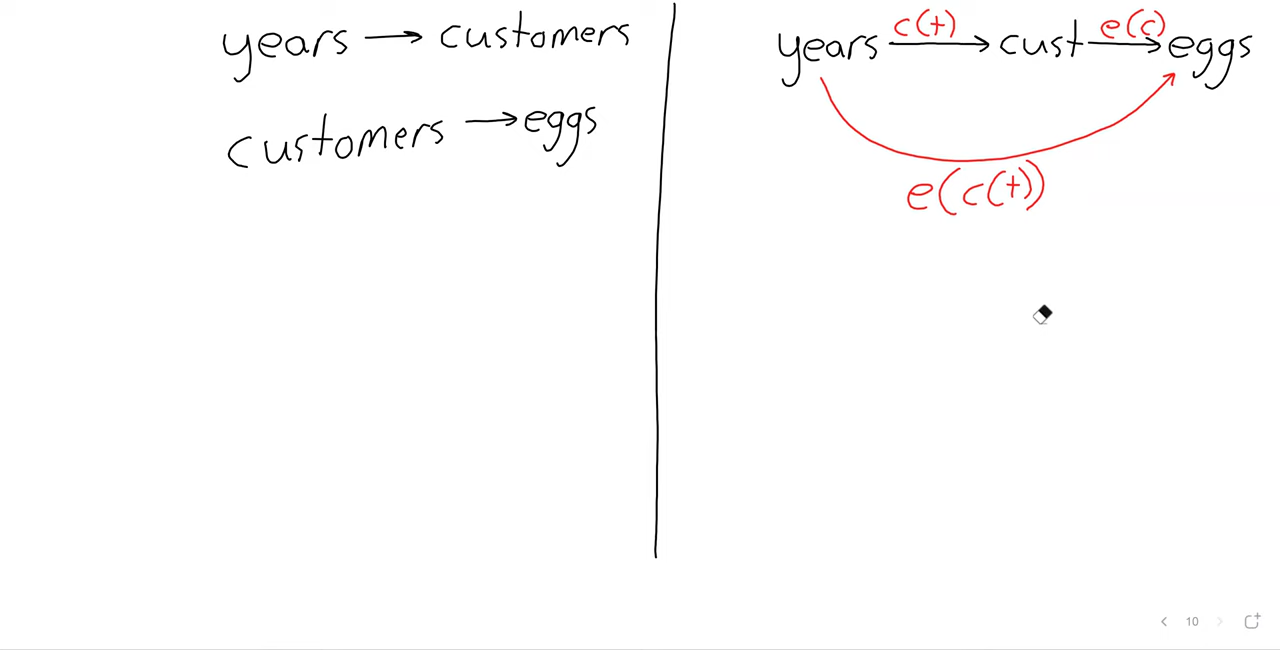 years → customers
customers → eggs
c(t) e(c)
years → cust → eggs
e(c(t))
10